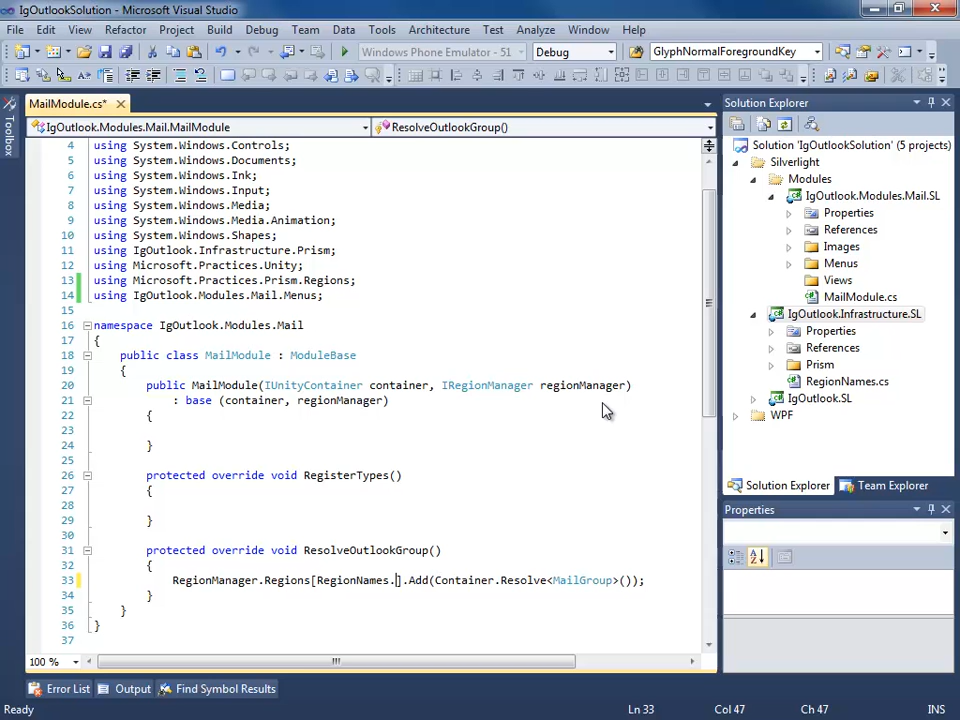 IgOutlookSolution - Microsoft Visual Studio
File Edit View Refactor Project Build Debug Team Data Tools Architecture Test Analyze Window Help
Windows Phone Emulator - 51 Debug GlyphNormalForegroundKey
Toolbox
MailModule.cs*
IgOutlook.Modules.Mail.MailModule ResolveOutlookGroup()
4 using System.Windows.Controls;
5 using System.Windows.Documents;
6 using System.Windows.Ink;
7 using System.Windows.Input;
8 using System.Windows.Media;
9 using System.Windows.Media.Animation;
10 using System.Windows.Shapes;
11 using IgOutlook.Infrastructure.Prism;
12 using Microsoft.Practices.Unity;
13 using Microsoft.Practices.Prism.Regions;
14 using IgOutlook.Modules.Mail.Menus;
15
16 namespace IgOutlook.Modules.Mail
17 {
18 public class MailModule : ModuleBase
19 {
20 public MailModule(IUnityContainer container, IRegionManager regionManager)
21 : base (container, regionManager)
22 {
23
24 }
25
26 protected override void RegisterTypes()
27 {
28
29 }
30
31 protected override void ResolveOutlookGroup()
32 {
33 RegionManager.Regions[RegionNames.].Add(Container.Resolve<MailGroup>());
34 }
35 }
36 }
37
100 %
Error List Output Find Symbol Results
Solution Explorer
Solution 'IgOutlookSolution' (5 projects)
Silverlight
Modules
IgOutlook.Modules.Mail.SL
Properties
References
Images
Menus
Views
MailModule.cs
IgOutlook.Infrastructure.SL
Properties
References
Prism
RegionNames.cs
IgOutlook.SL
WPF
Solution Explorer Team Explorer
Properties
Ln 33 Col 47 Ch 47 INS